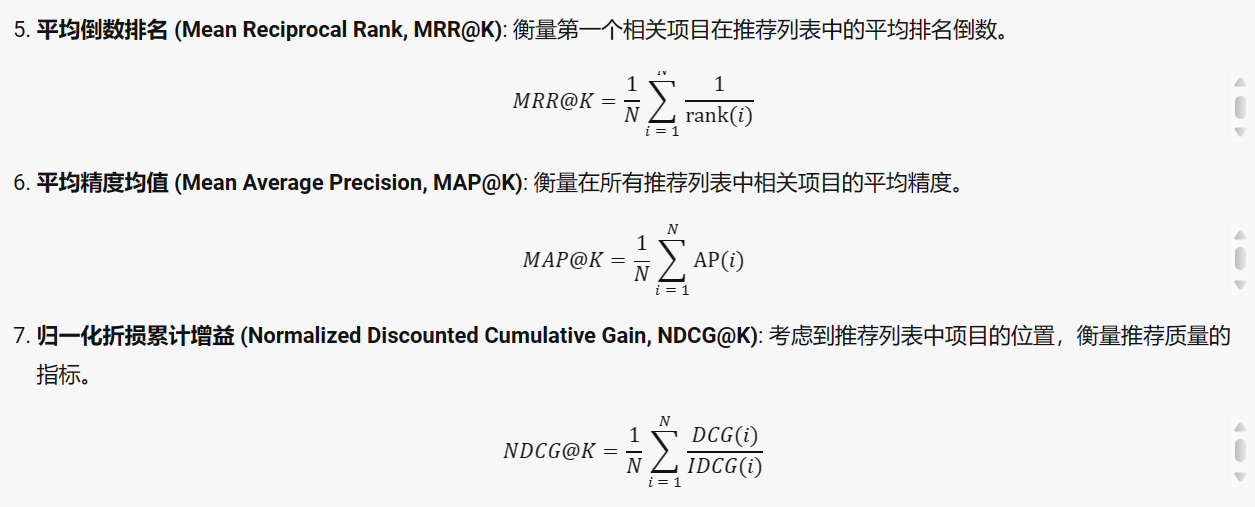 5. 平均倒数排名 (Mean Reciprocal Rank, MRR@K): 衡量第一个相关项目在推荐列表中的平均排名倒数。
MRR@K = \frac{1}{N} \sum_{i=1}^{N} \frac{1}{rank(i)}
6. 平均精度均值 (Mean Average Precision, MAP@K): 衡量在所有推荐列表中相关项目的平均精度。
MAP@K = \frac{1}{N} \sum_{i=1}^{N} AP(i)
7. 归一化折损累计增益 (Normalized Discounted Cumulative Gain, NDCG@K): 考虑到推荐列表中项目的位置，衡量推荐质量的
指标。
NDCG@K = \frac{1}{N} \sum_{i=1}^{N} \frac{DCG(i)}{IDCG(i)}